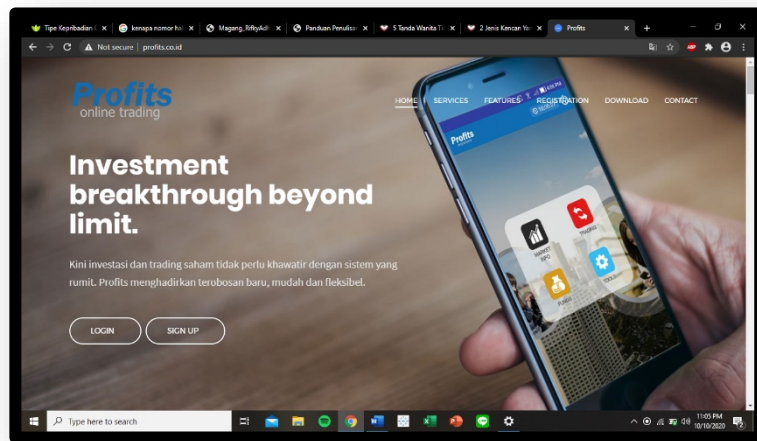 Tipe Kepribadian
kenapa nomor ha
Magang_RifkyAdh
Panduan Penulisan
5 Tanda Wanita Ti
2 Jenis Kencan Yan
Profits
Not secure | profits.co.id
Profits
online trading
HOME SERVICES FEATURES REGISTRATION DOWNLOAD CONTACT
Investment
breakthrough beyond
limit.
Kini investasi dan trading saham tidak perlu khawatir dengan sistem yang
rumit. Profits menghadirkan terobosan baru, mudah dan fleksibel.
LOGIN SIGN UP
Profits
MARKET
INFO
TRADING
FUNDS
TOOLS
Type here to search
11:05 PM
10/10/2020